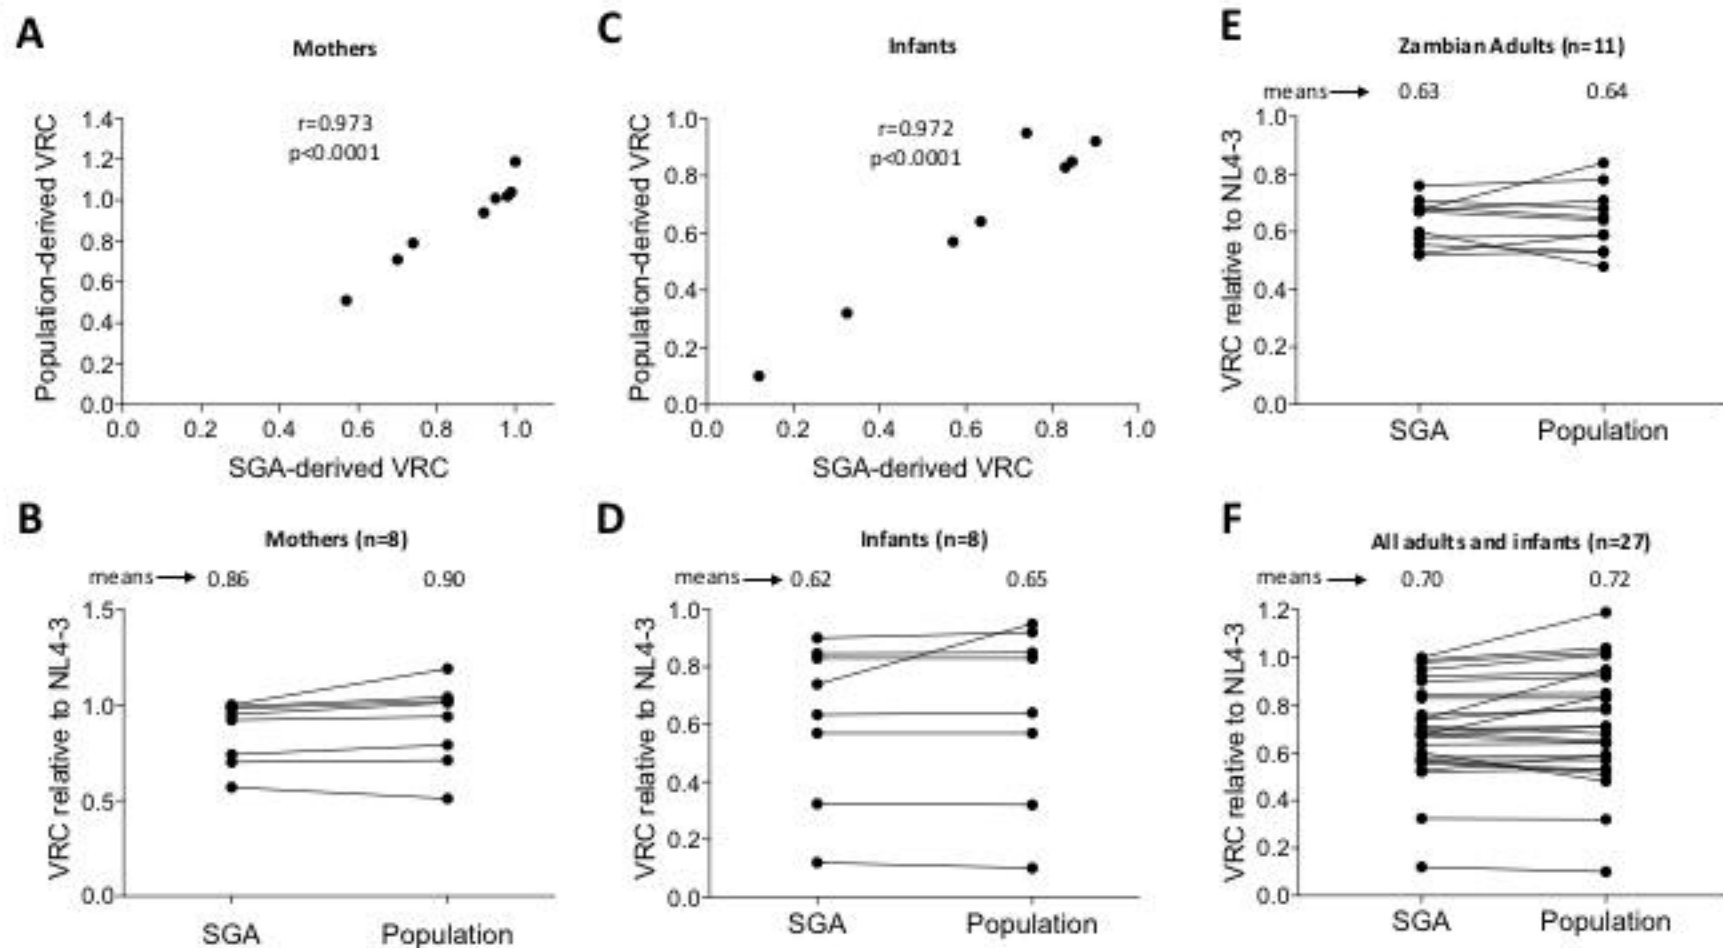 A
Mothers
r=0.973
p<0.0001
Population-derived VRC
1.4
1.2
1.0
0.8
0.6
0.4
0.2
0.0
0.0 0.2 0.4 0.6 0.8 1.0
SGA-derived VRC
B
Mothers (n=8)
means 0.86 0.90
VRC relative to NL4-3
1.5
1.0
0.5
0.0
SGA Population
C
Infants
r=0.972
p<0.0001
Population-derived VRC
1.0
0.8
0.6
0.4
0.2
0.0
0.0 0.2 0.4 0.6 0.8 1.0
SGA-derived VRC
D
Infants (n=8)
means 0.62 0.65
VRC relative to NL4-3
1.0
0.8
0.6
0.4
0.2
0.0
SGA Population
E
Zambian Adults (n=11)
means 0.63 0.64
VRC relative to NL4-3
1.0
0.8
0.6
0.4
0.2
0.0
SGA Population
F
All adults and infants (n=27)
means 0.70 0.72
VRC relative to NL4-3
1.2
1.0
0.8
0.6
0.4
0.2
0.0
SGA Population